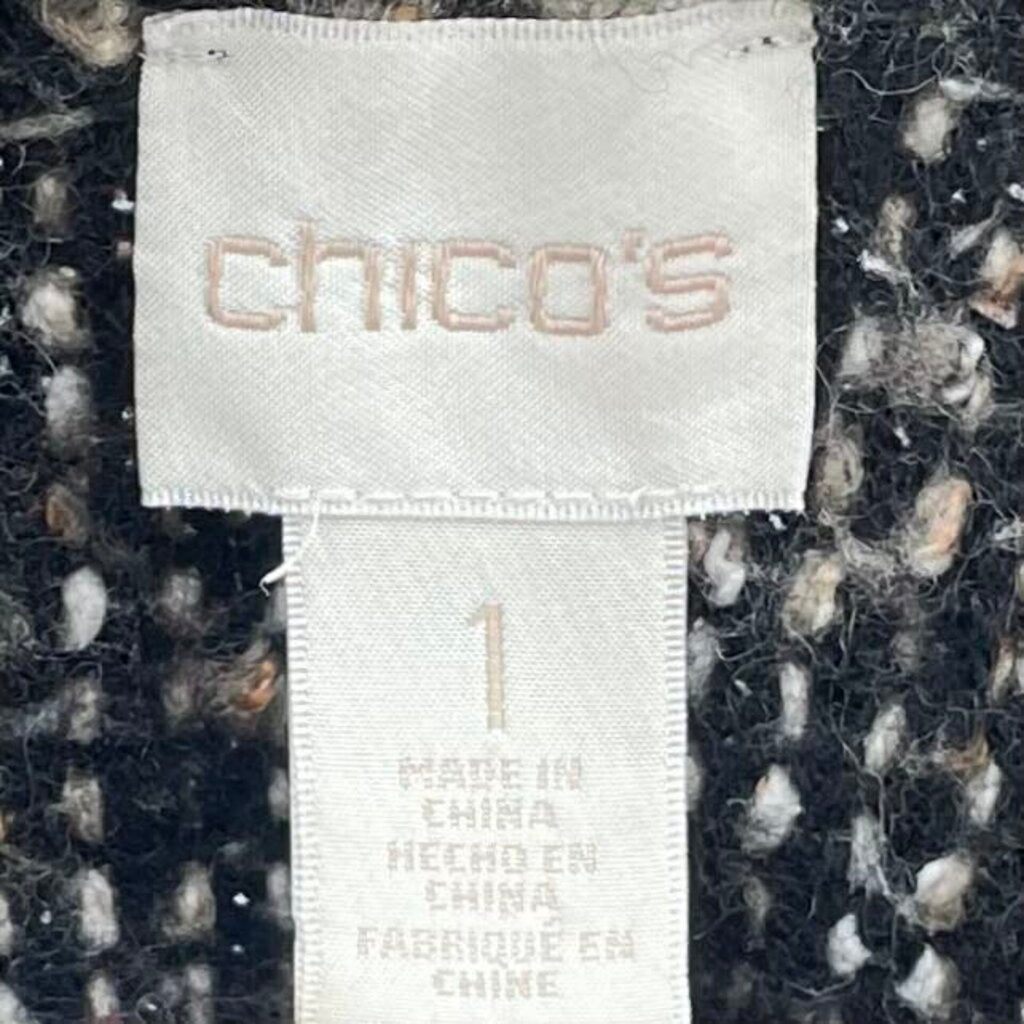 chico's
1
MADE IN
CHINA
HECHO EN
CHINA
FABRIQUÉ EN
CHINE